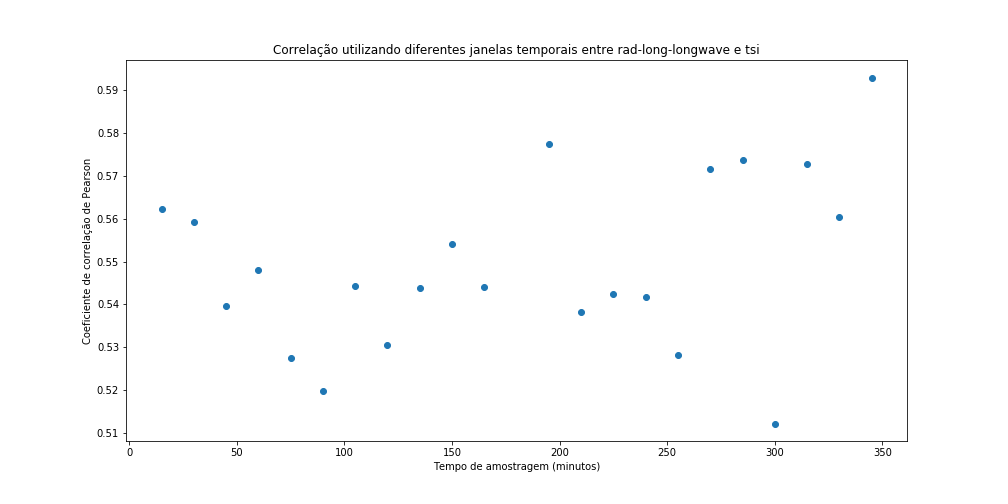 Correlação utilizando diferentes janelas temporais entre rad-long-longwave e tsi
Coeficiente de correlação de Pearson
0.59
0.58
0.57
0.56
0.55
0.54
0.53
0.52
0.51
0 50 100 150 200 250 300 350
Tempo de amostragem (minutos)